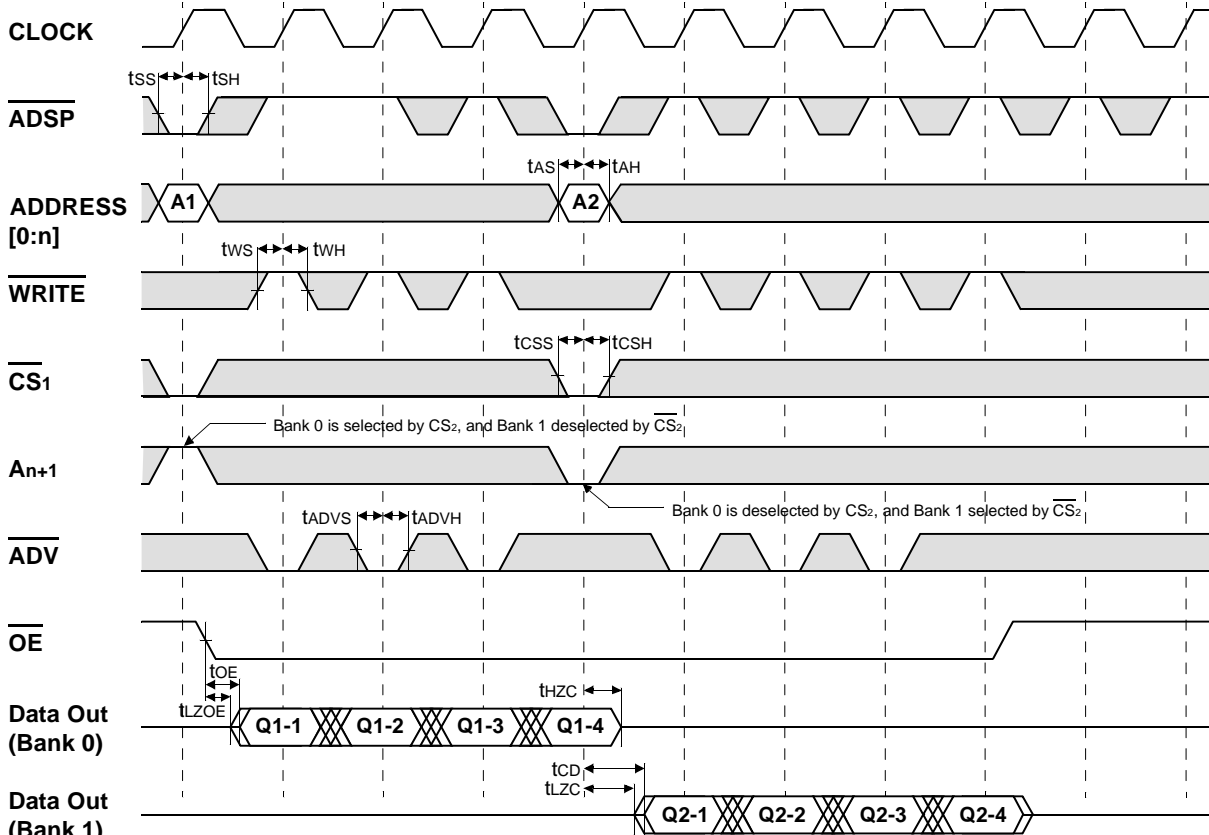 CLOCK
tSS tSH
ADSP
tAS tAH
ADDRESS
[0:n]
A1 A2
tWS tWH
WRITE
tCSS tCSH
CS1
Bank 0 is selected by CS2, and Bank 1 deselected by CS2
An+1
Bank 0 is deselected by CS2, and Bank 1 selected by CS2
tADVS tADVH
ADV
OE
tOE
tHZC
tLZOE
Data Out
(Bank 0)
Q1-1 Q1-2 Q1-3 Q1-4
tCD
tLZC
Data Out
(Bank 1)
Q2-1 Q2-2 Q2-3 Q2-4